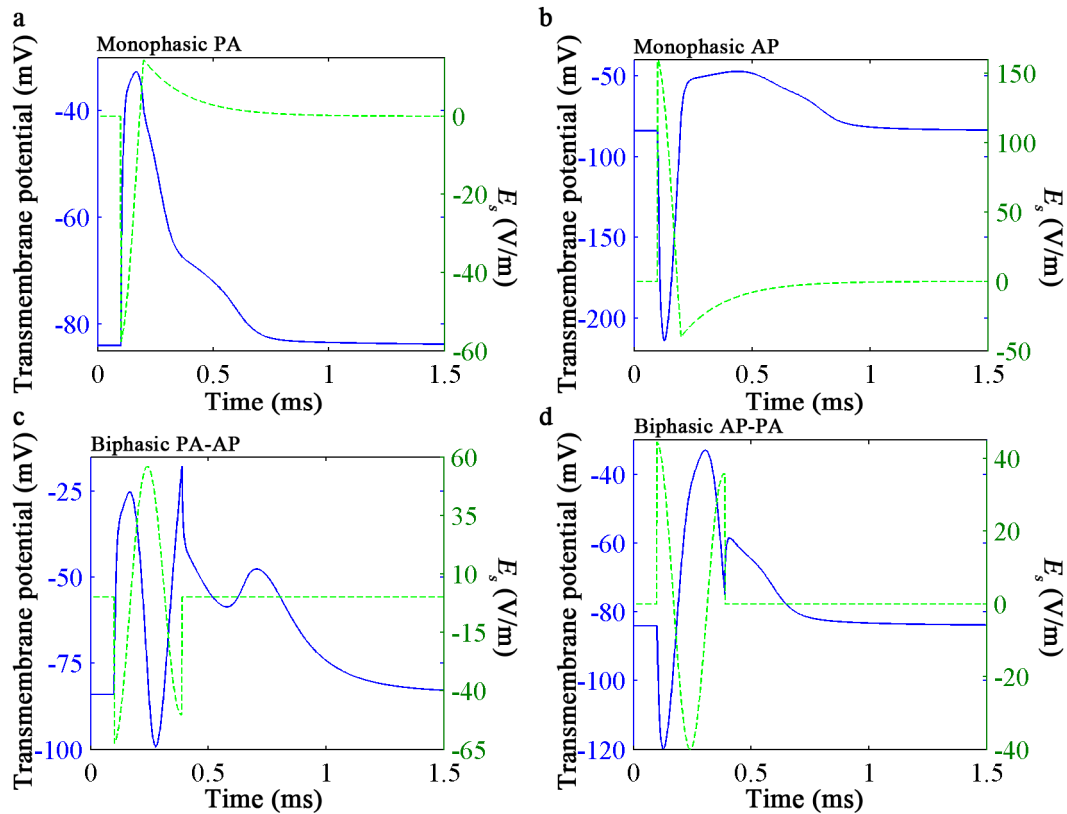 a
Monophasic PA
Transmembrane potential (mV)
-40
-60
-80
0
-20
-40
-60
E_s (V/m)
0
0.5
1
1.5
Time (ms)
b
Monophasic AP
Transmembrane potential (mV)
-50
-100
-150
-200
150
100
50
0
-50
E_s (V/m)
0
0.5
1
1.5
Time (ms)
c
Biphasic PA-AP
Transmembrane potential (mV)
-25
-50
-75
-100
60
35
10
-15
-40
-65
E_s (V/m)
0
0.5
1
1.5
Time (ms)
d
Biphasic AP-PA
Transmembrane potential (mV)
-40
-60
-80
-100
-120
40
20
0
-20
-40
E_s (V/m)
0
0.5
1
1.5
Time (ms)